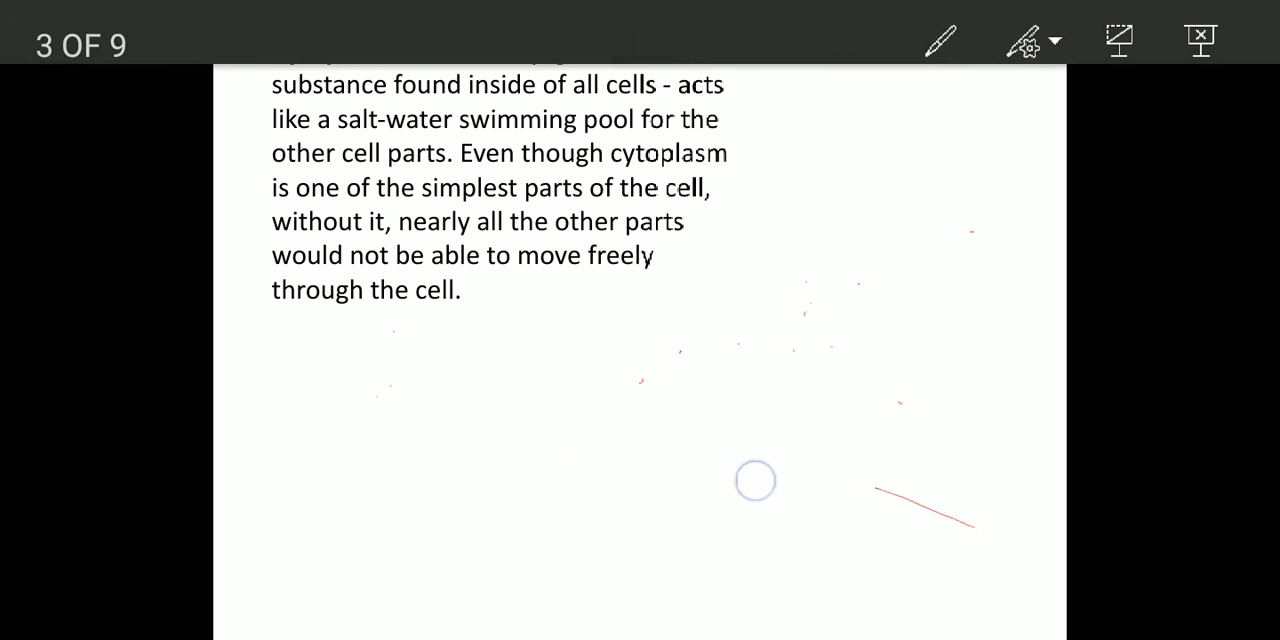 3 OF 9
substance found inside of all cells - acts
like a salt-water swimming pool for the
other cell parts. Even though cytoplasm
is one of the simplest parts of the cell,
without it, nearly all the other parts
would not be able to move freely
through the cell.